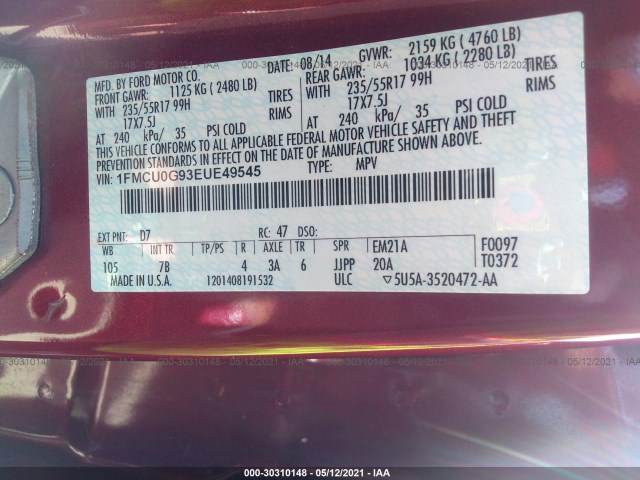 MFD. BY FORD MOTOR CO.
DATE: 08/14
GVWR: 2159 KG ( 4760 LB)
FRONT GAWR: 1125 KG ( 2480 LB)
REAR GAWR: 1034 KG ( 2280 LB)
WITH 235/55R17 99H TIRES
WITH 235/55R17 99H TIRES
17X7.5J RIMS
17X7.5J RIMS
AT 240 kPa/ 35 PSI COLD
AT 240 kPa/ 35 PSI COLD
THIS VEHICLE CONFORMS TO ALL APPLICABLE FEDERAL MOTOR VEHICLE SAFETY AND THEFT
PREVENTION STANDARDS IN EFFECT ON THE DATE OF MANUFACTURE SHOWN ABOVE.
VIN: 1FMCU0G93EUE49545
TYPE: MPV
EXT PNT: D7 RC: 47 DSO:
WB INT TR TP/PS R AXLE TR SPR EM21A F0097
105 7B 4 3A 6 JJPP 20A T0372
MADE IN U.S.A. 1201408191532 ULC ▽5U5A-3520472-AA
000-30310148 - 05/12/2021 - IAA